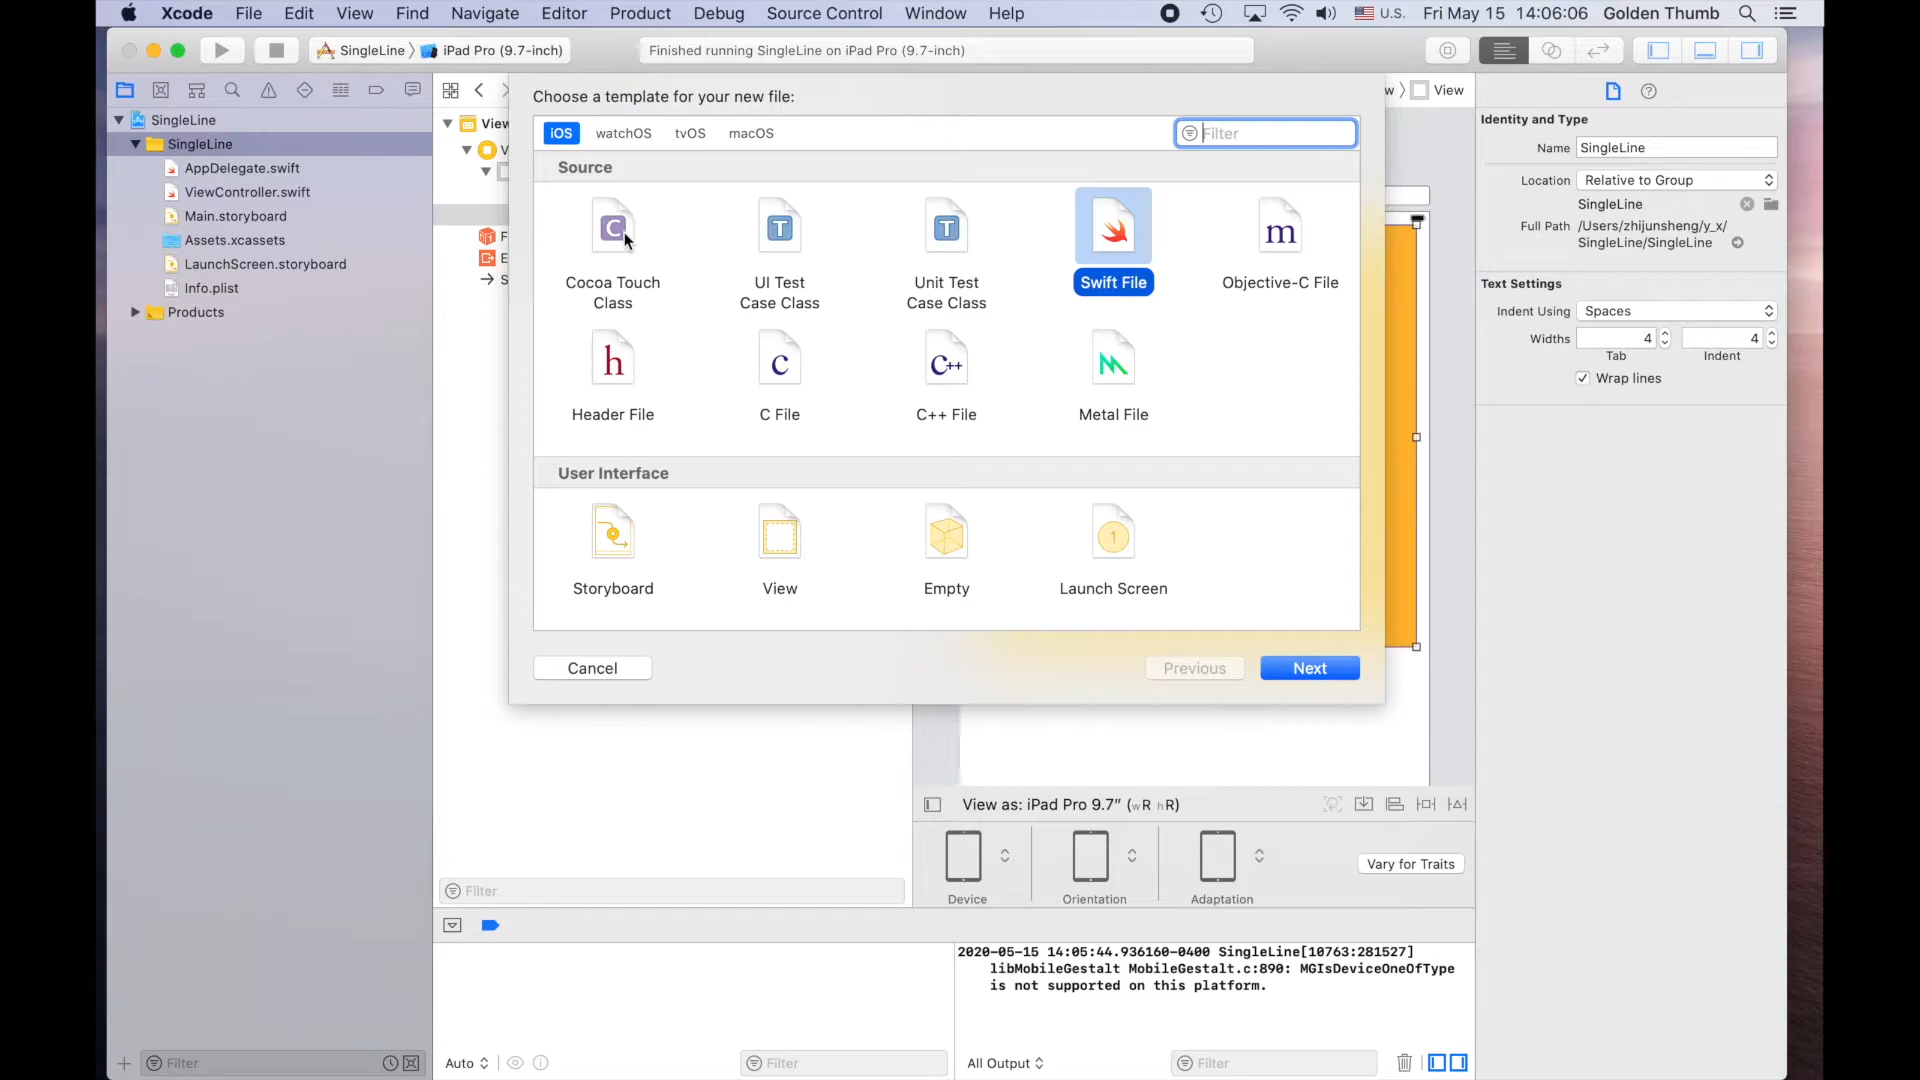 Xcode File Edit View Find Navigate Editor Product Debug Source Control Window Help U.S. Fri May 15 14:06:06 Golden Thumb
SingleLine iPad Pro (9.7-inch) Finished running SingleLine on iPad Pro (9.7-inch)
SingleLine
SingleLine
AppDelegate.swift
ViewController.swift
Main.storyboard
Assets.xcassets
LaunchScreen.storyboard
Info.plist
Products
Filter
View
V
F
E
S
Filter
Choose a template for your new file:
iOS watchOS tvOS macOS Filter
Source
C T T m
Cocoa Touch Class
UI Test Case Class
Unit Test Case Class
Swift File
Objective-C File
h c C++
Header File
C File
C++ File
Metal File
User Interface
1
Storyboard
View
Empty
Launch Screen
Cancel Previous Next
w View
View as: iPad Pro 9.7" (wR hR)
Vary for Traits
Device Orientation Adaptation
2020-05-15 14:05:44.936160-0400 SingleLine[10763:281527]
libMobileGestalt MobileGestalt.c:890: MGIsDeviceOneOfType
is not supported on this platform.
Auto Filter All Output Filter
Identity and Type
Name SingleLine
Location Relative to Group
SingleLine
Full Path /Users/zhijunsheng/y_x/
SingleLine/SingleLine
Text Settings
Indent Using Spaces
Widths 4 4
Tab Indent
Wrap lines